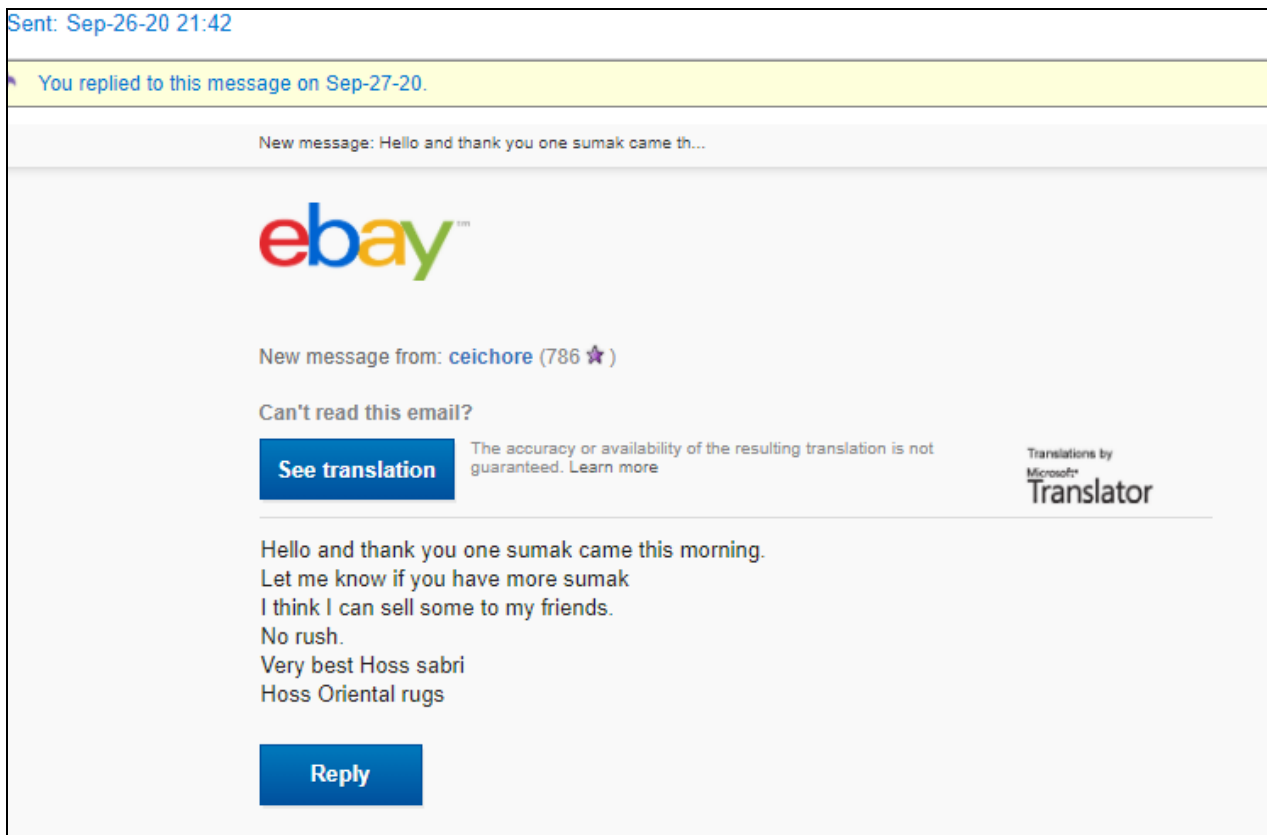 Sent: Sep-26-20 21:42
You replied to this message on Sep-27-20.
New message: Hello and thank you one sumak came th...
ebay™
New message from: ceichore (786 )
Can't read this email?
See translation
The accuracy or availability of the resulting translation is not
guaranteed. Learn more
Translations by
Microsoft®
Translator
Hello and thank you one sumak came this morning.
Let me know if you have more sumak
I think I can sell some to my friends.
No rush.
Very best Hoss sabri
Hoss Oriental rugs
Reply